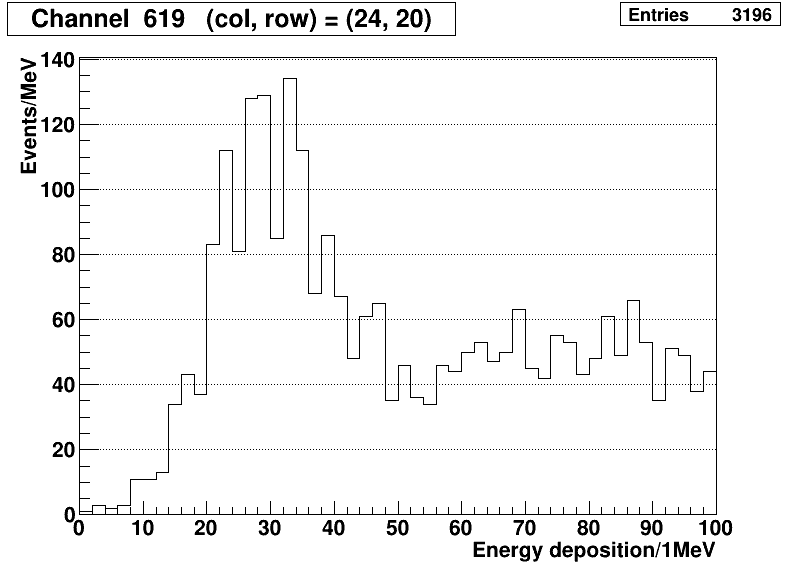 Channel 619 (col, row) = (24, 20)
Entries 3196
Events/MeV
140
120
100
80
60
40
20
0
0 10 20 30 40 50 60 70 80 90 100
Energy deposition/1MeV